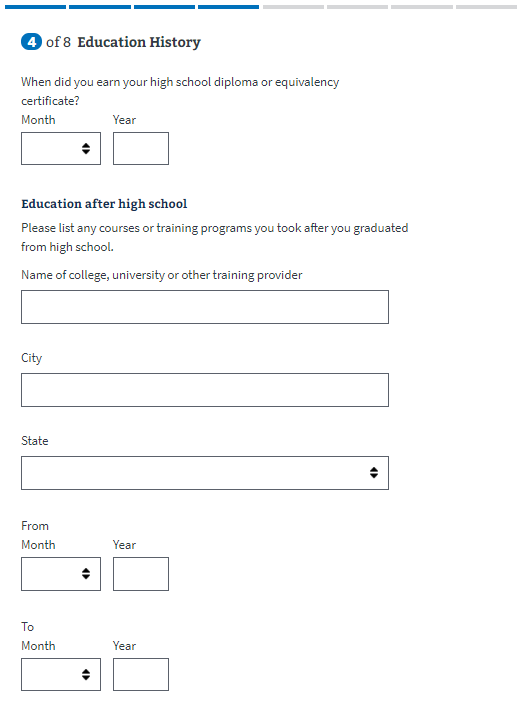 4 of 8 Education History
When did you earn your high school diploma or equivalency
certificate?
Month Year
Education after high school
Please list any courses or training programs you took after you graduated
from high school.
Name of college, university or other training provider
City
State
From
Month Year
To
Month Year